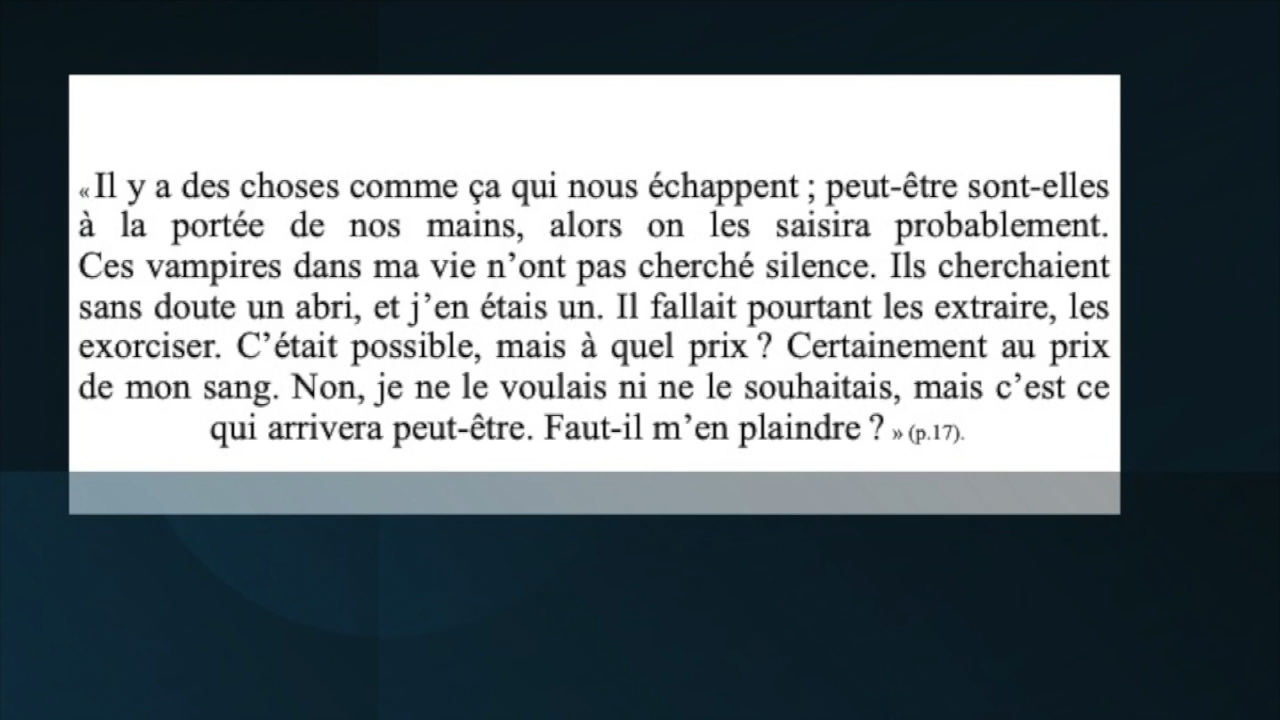 «Il y a des choses comme ça qui nous échappent ; peut-être sont-elles
à la portée de nos mains, alors on les saisira probablement.
Ces vampires dans ma vie n’ont pas cherché silence. Ils cherchaient
sans doute un abri, et j’en étais un. Il fallait pourtant les extraire, les
exorciser. C’était possible, mais à quel prix ? Certainement au prix
de mon sang. Non, je ne le voulais ni ne le souhaitais, mais c’est ce
qui arrivera peut-être. Faut-il m’en plaindre ? » (p.17).